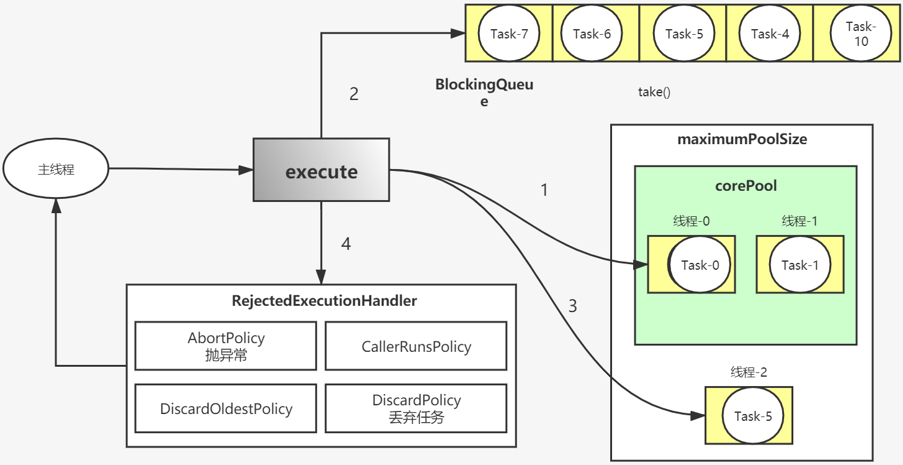 Task-7
Task-6
Task-5
Task-4
Task-
10
BlockingQueu
e
take()
2
maximumPoolSize
主线程
execute
1
corePool
线程-0
线程-1
Task-0
Task-1
4
3
RejectedExecutionHandler
AbortPolicy
抛异常
CallerRunsPolicy
DiscardOldestPolicy
DiscardPolicy
丢弃任务
线程-2
Task-5